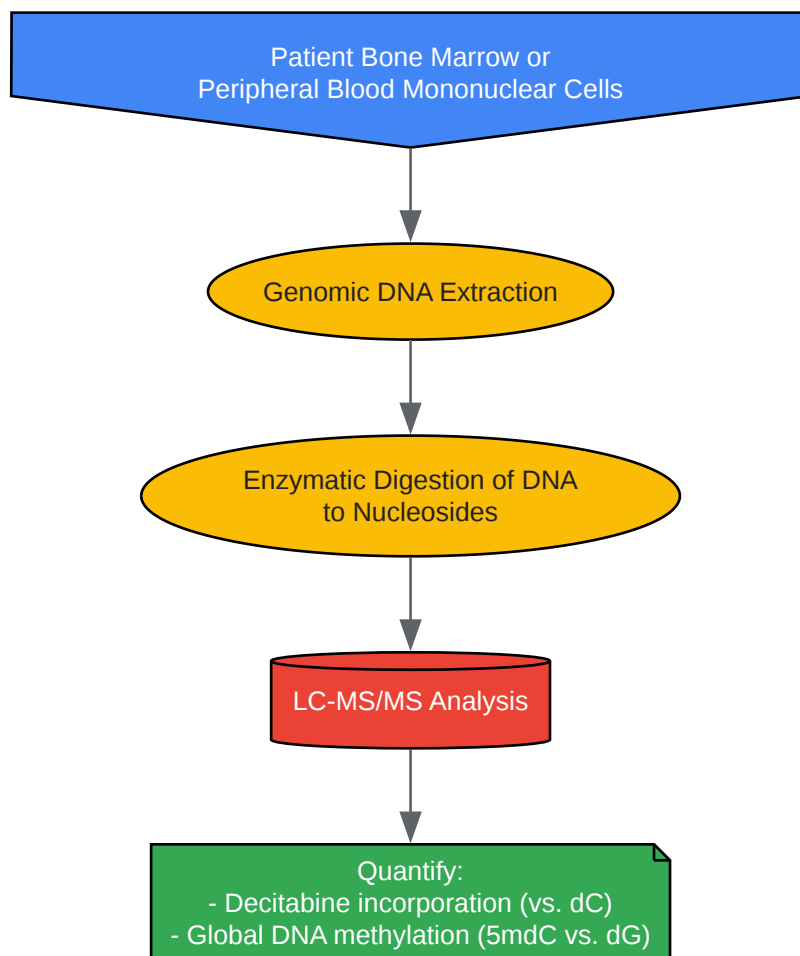 Patient Bone Marrow or
Peripheral Blood Mononuclear Cells
Genomic DNA Extraction
Enzymatic Digestion of DNA
to Nucleosides
LC-MS/MS Analysis
Quantify:
- Decitabine incorporation (vs. dC)
- Global DNA methylation (5mdC vs. dG)